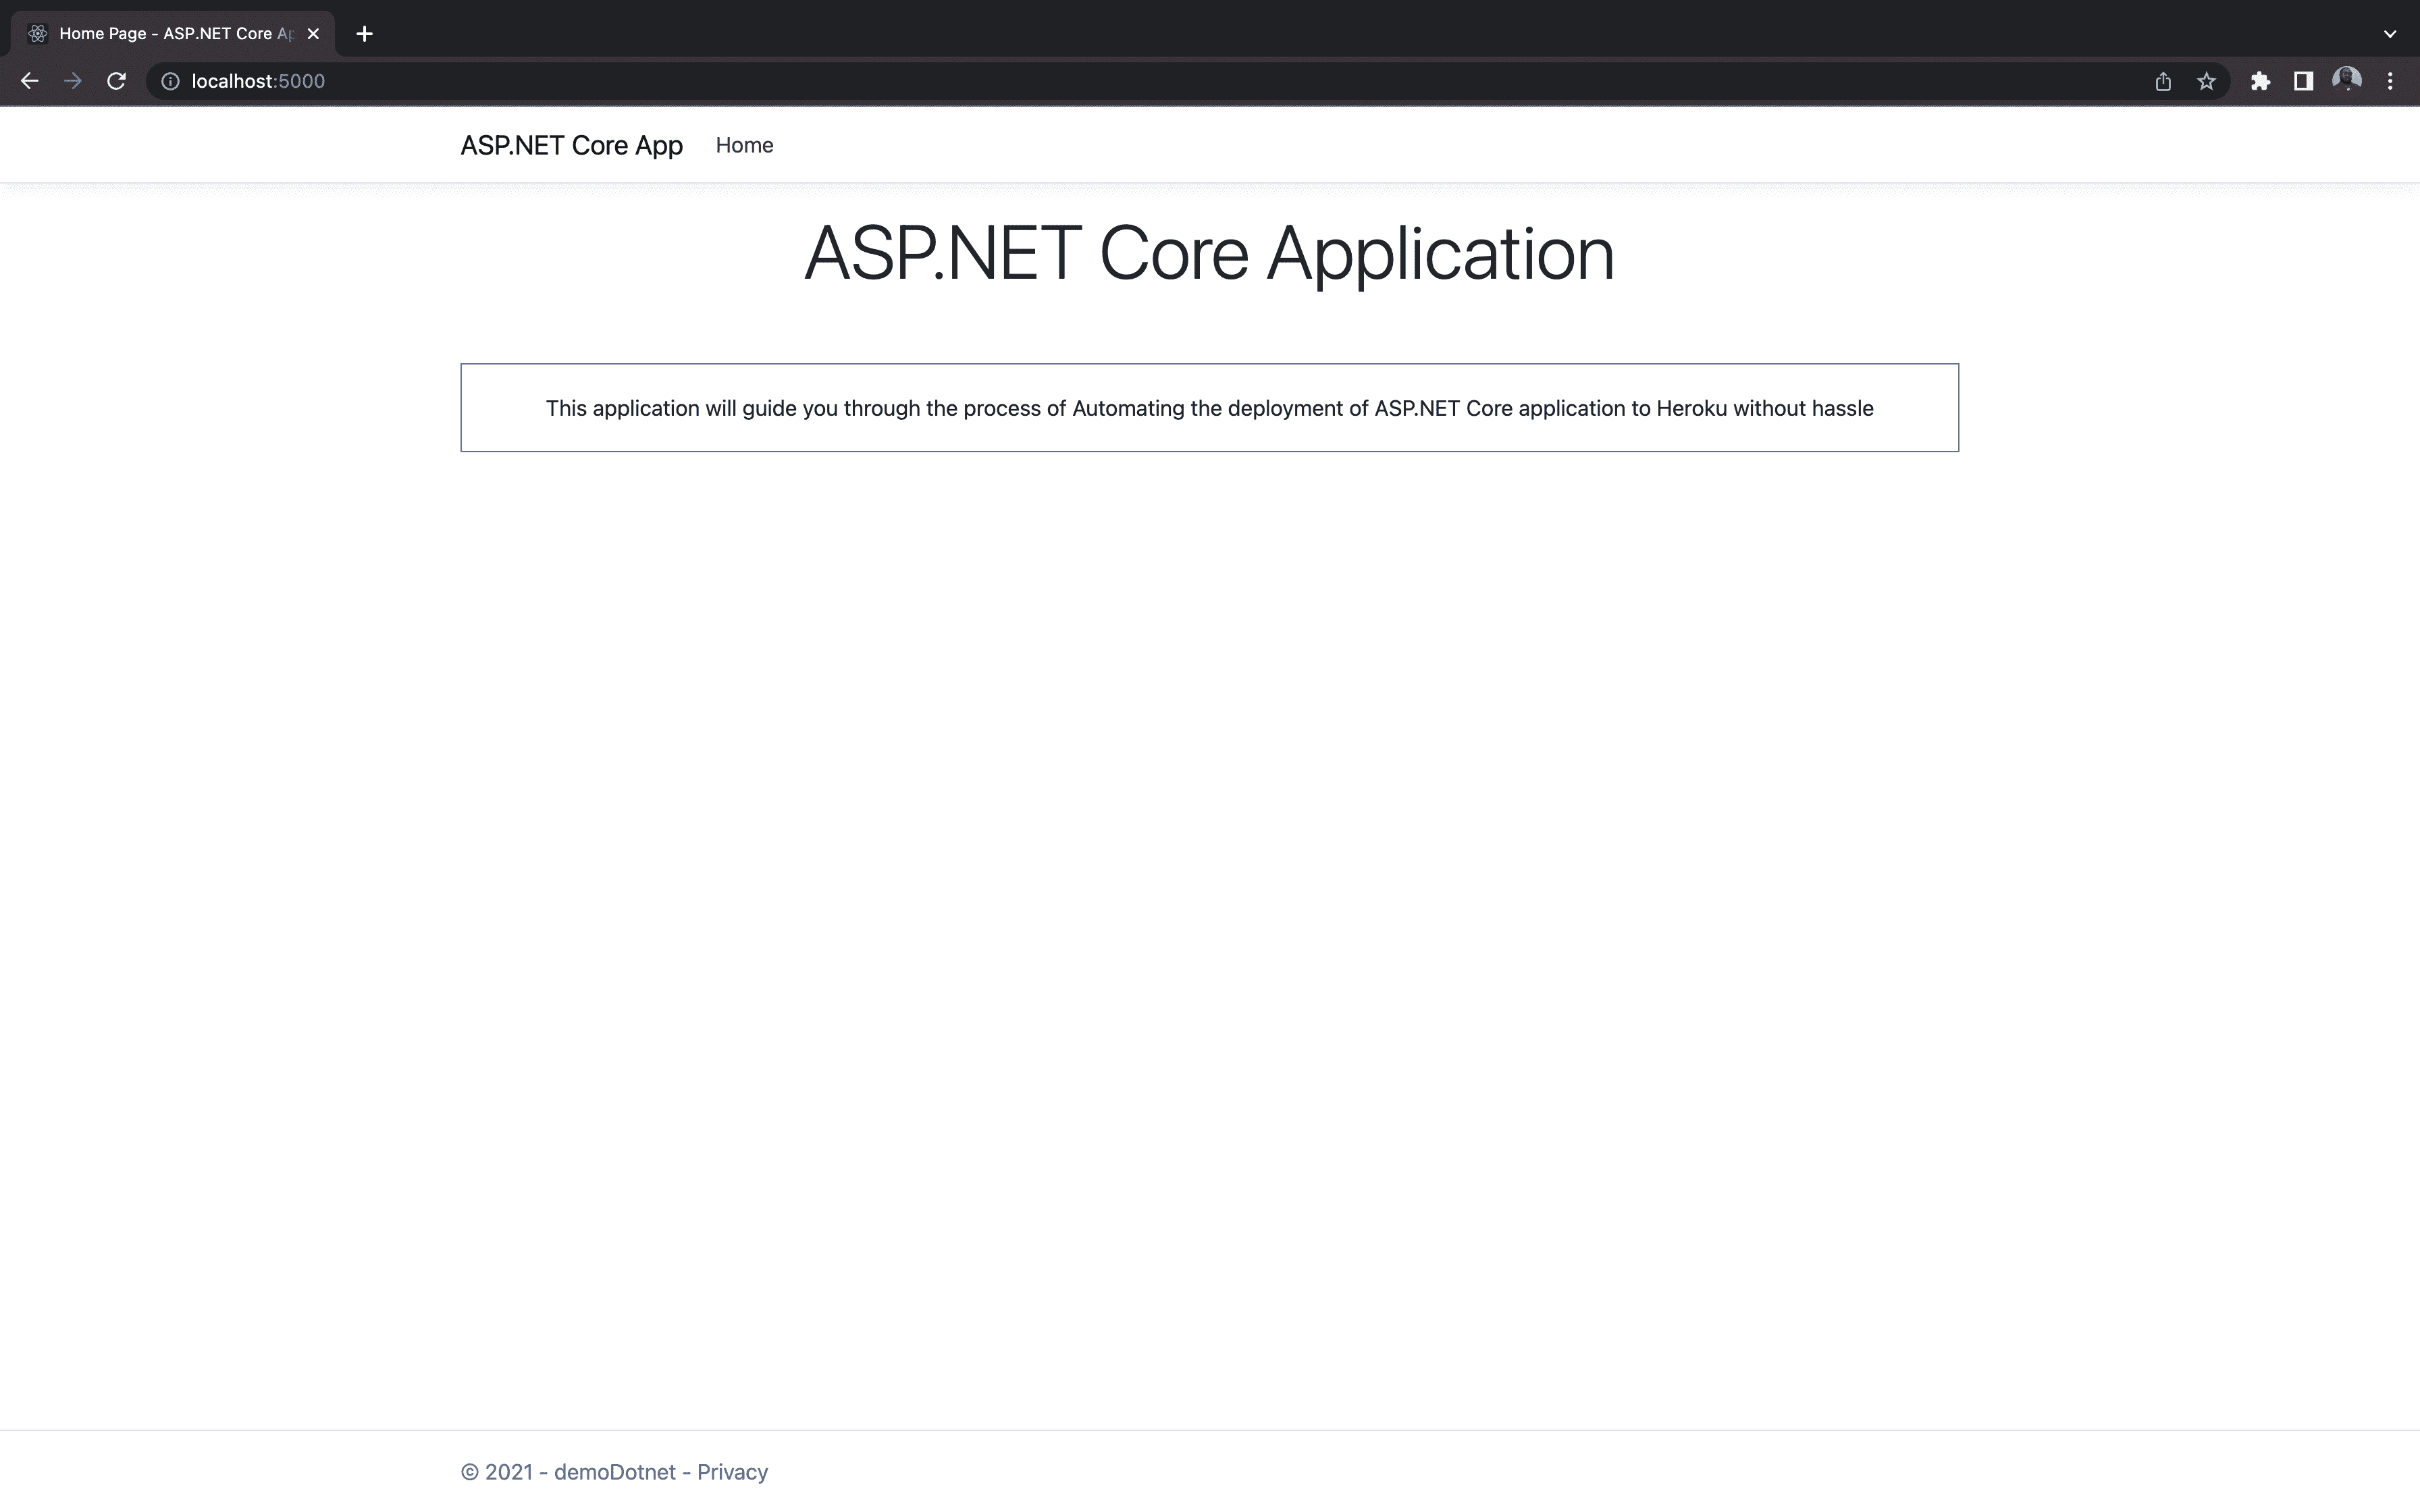 Home Page - ASP.NET Core Ap
localhost:5000
ASP.NET Core App Home
ASP.NET Core Application
This application will guide you through the process of Automating the deployment of ASP.NET Core application to Heroku without hassle
© 2021 - demoDotnet - Privacy